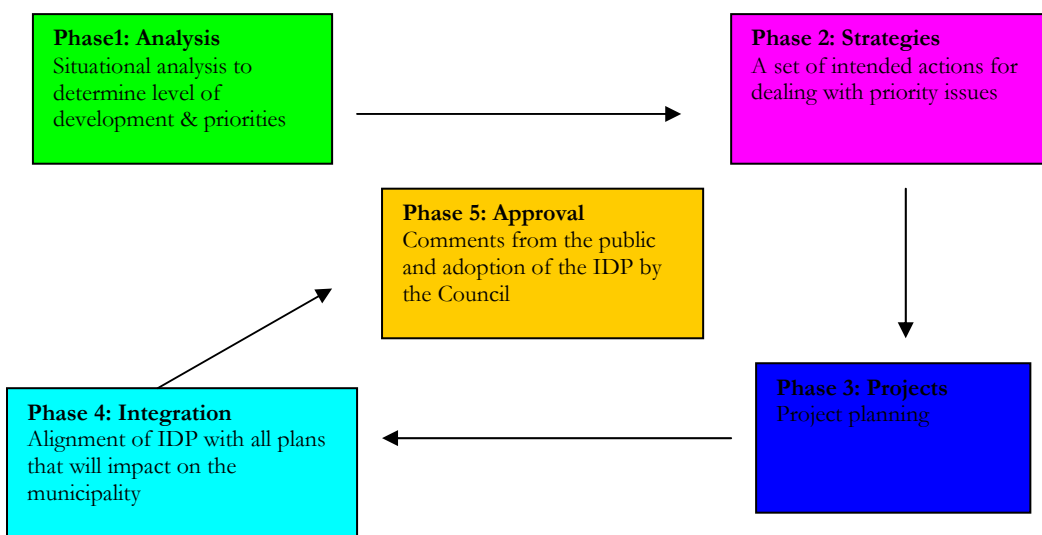 Phase1: Analysis
Situational analysis to
determine level of
development & priorities
Phase 2: Strategies
A set of intended actions for
dealing with priority issues
Phase 5: Approval
Comments from the public
and adoption of the IDP by
the Council
Phase 3: Projects
Project planning
Phase 4: Integration
Alignment of IDP with all plans
that will impact on the
municipality